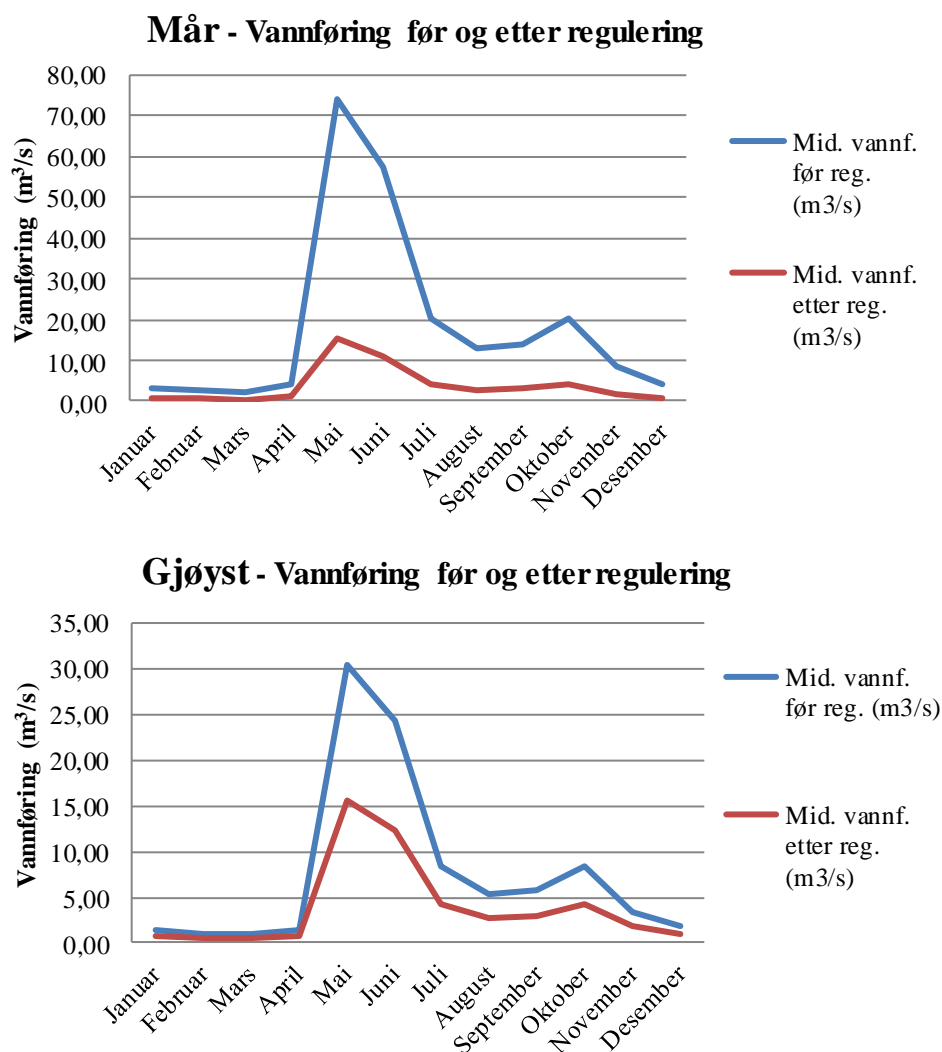 Mår - Vannføring før og etter regulering
Vannføring (m³/s)
80,00
70,00
60,00
50,00
40,00
30,00
20,00
10,00
0,00
Januar
Februar
Mars
April
Mai
Juni
Juli
August
September
Oktober
November
Desember
Mid. vannf.
før reg.
(m3/s)
Mid. vannf.
etter reg.
(m3/s)
Gjøyst - Vannføring før og etter regulering
Vannføring (m³/s)
35,00
30,00
25,00
20,00
15,00
10,00
5,00
0,00
Januar
Februar
Mars
April
Mai
Juni
Juli
August
September
Oktober
November
Desember
Mid. vannf.
før reg. (m3/s)
Mid. vannf.
etter reg.
(m3/s)